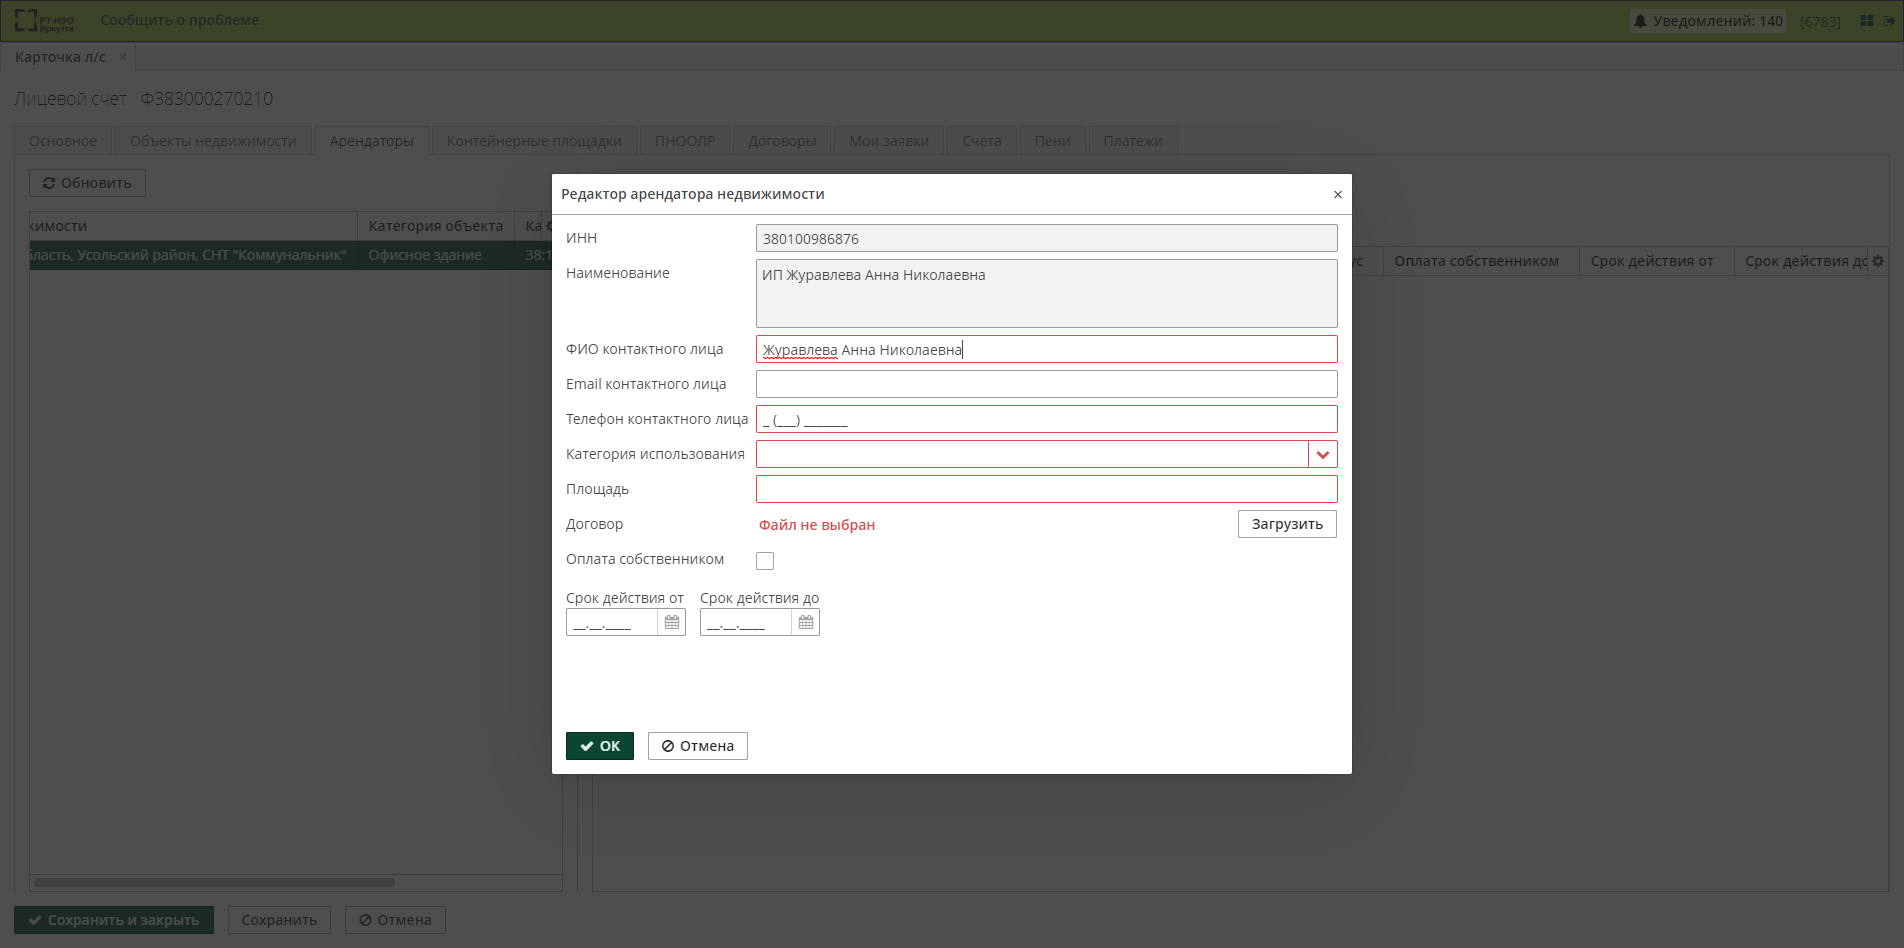 РТ-НЭО
Иркутск
Сообщить о проблеме
Уведомлений: 140
[6783]
Карточка л/с ×
Лицевой счет Ф383000270210
Основное
Объекты недвижимости
Арендаторы
Контейнерные площадки
ПНООЛР
Договоры
Мои заявки
Счета
Пени
Платежи
Обновить
кимости
Категория объекта
Ка
бласть, Усольский район, СНТ "Коммунальник"
Офисное здание
38:1
ус
Оплата собственником
Срок действия от
Срок действия до
Редактор арендатора недвижимости ×
ИНН
380100986876
Наименование
ИП Журавлева Анна Николаевна
ФИО контактного лица
Журавлева Анна Николаевна
Email контактного лица
Телефон контактного лица
_ (___) _______
Категория использования
Площадь
Договор
Файл не выбран
Загрузить
Оплата собственником
Срок действия от
Срок действия до
__.__.____
__.__.____
ОК
Отмена
Сохранить и закрыть
Сохранить
Отмена